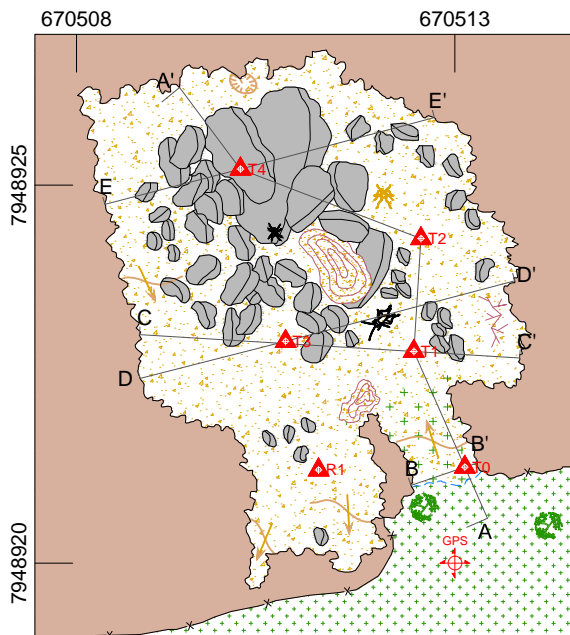 670508 670513
A'
E'
7948925
T4
E
T2
D'
C
T3
T1
C'
D
B'
R1
B
T0
A
GPS
7948920